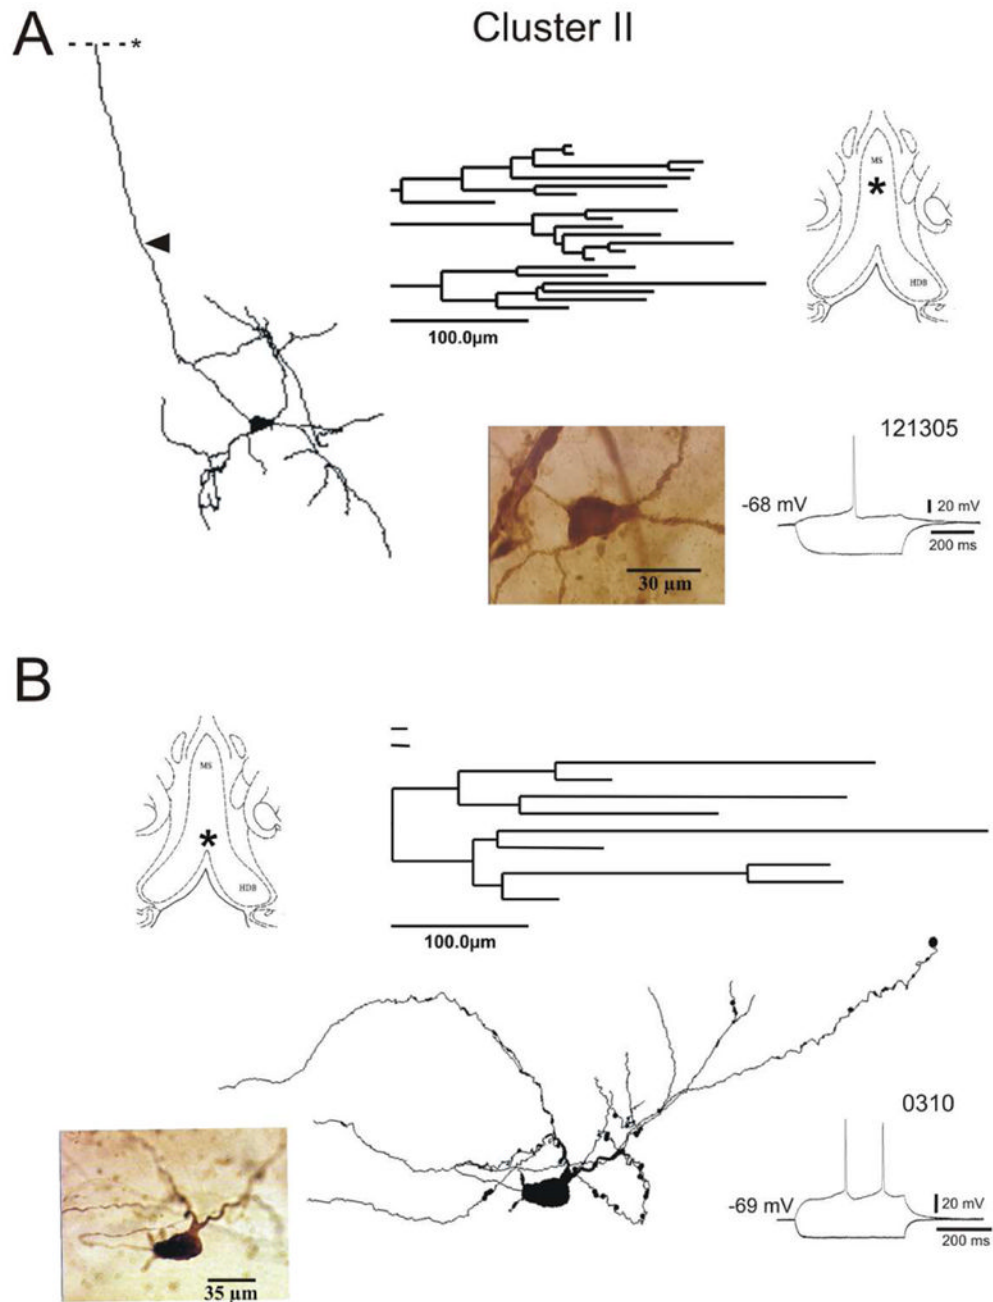 A
Cluster II
*
MS
*
HDB
100.0µm
121305
-68 mV
20 mV
200 ms
30 µm
B
MS
*
HDB
100.0µm
0310
-69 mV
20 mV
200 ms
35 µm